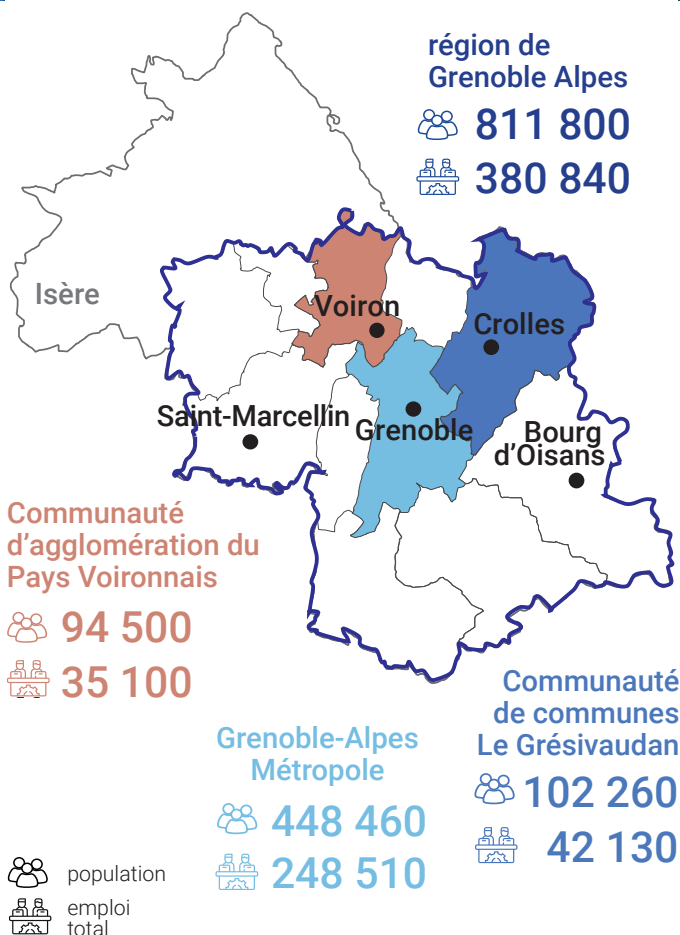 région de
Grenoble Alpes
811 800
380 840
Isère
Voiron
Crolles
Saint-Marcellin
Grenoble
Bourg
d'Oisans
Communauté
d'agglomération du
Pays Voironnais
94 500
35 100
Communauté
de communes
Le Grésivaudan
102 260
42 130
Grenoble-Alpes
Métropole
448 460
248 510
population
emploi
total